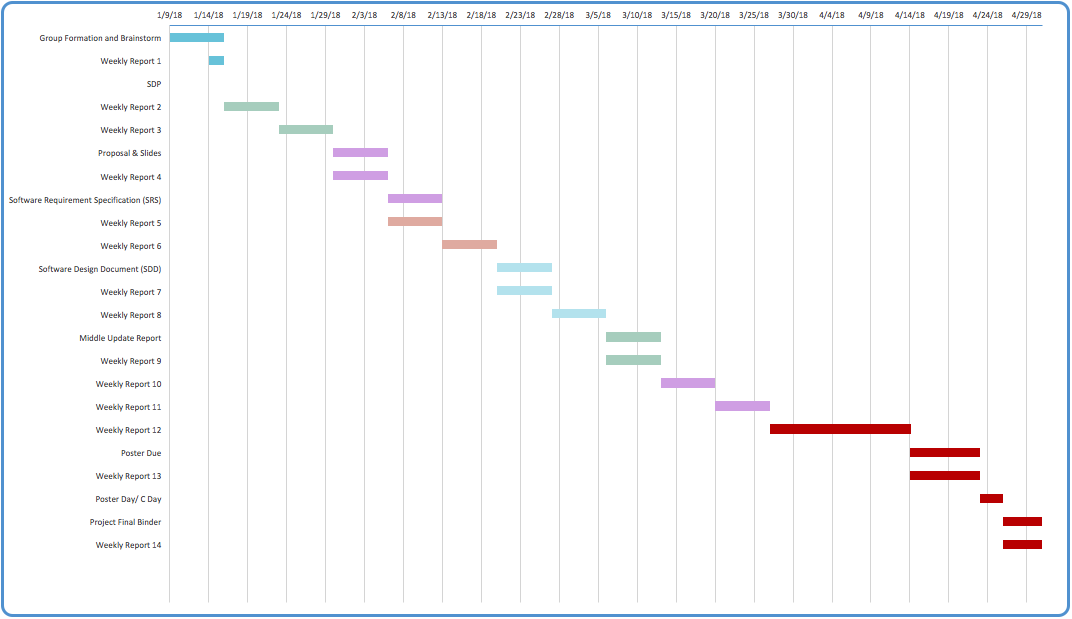 1/9/18 1/14/18 1/19/18 1/24/18 1/29/18 2/3/18 2/8/18 2/13/18 2/18/18 2/23/18 2/28/18 3/5/18 3/10/18 3/15/18 3/20/18 3/25/18 3/30/18 4/4/18 4/9/18 4/14/18 4/19/18 4/24/18 4/29/18
Group Formation and Brainstorm
Weekly Report 1
SDP
Weekly Report 2
Weekly Report 3
Proposal & Slides
Weekly Report 4
Software Requirement Specification (SRS)
Weekly Report 5
Weekly Report 6
Software Design Document (SDD)
Weekly Report 7
Weekly Report 8
Middle Update Report
Weekly Report 9
Weekly Report 10
Weekly Report 11
Weekly Report 12
Poster Due
Weekly Report 13
Poster Day/ C Day
Project Final Binder
Weekly Report 14